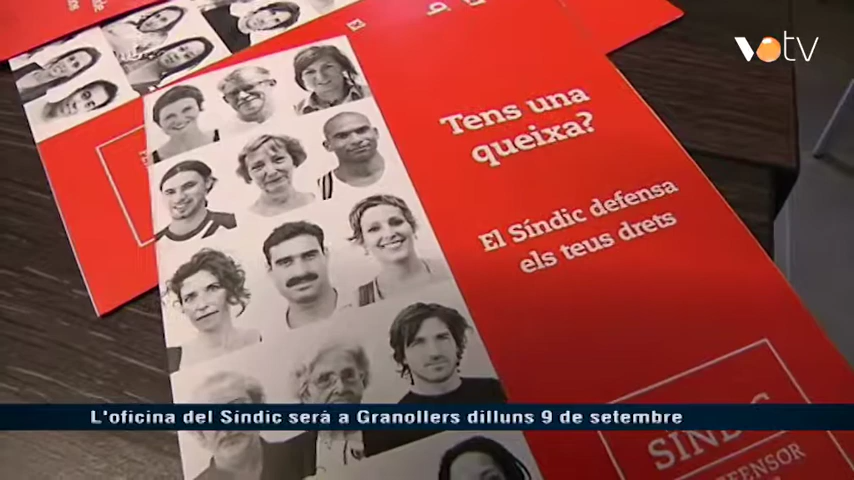 votv
Tens una
queixa?
El Síndic defensa
els teus drets
SÍNDIC
L'oficina del Síndic serà a Granollers dilluns 9 de setembre